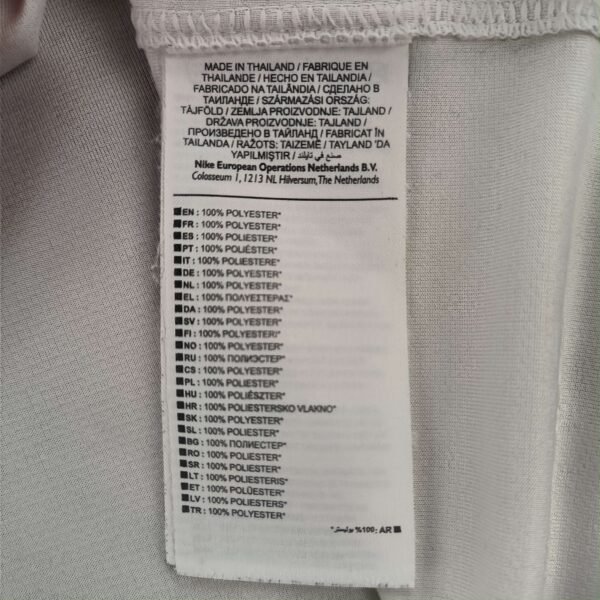 MADE IN THAILAND / FABRIQUE EN
THAILANDE / HECHO EN TAILANDIA /
FABRICADO NA TAILÂNDIA / СДЕЛАНО В
ТАИЛАНДЕ / SZÁRMAZÁSI ORSZÁG:
TÁJFÖLD / ZEMLJA PROIZVODNJE: TAJLAND /
DRŽAVA PROIZVODNJE: TAJLAND /
ПРОИЗВЕДЕНО В ТАЙЛАНД / FABRICAT ÎN
TAILANDA / RAŽOTS: TAIZEMĒ / TAYLAND 'DA
YAPILMIŞTIR / صنع في تايلند
Nike European Operations Netherlands B.V.
Colosseum 1, 1213 NL Hilversum, The Netherlands
EN : 100% POLYESTER*
FR : 100% POLYESTER*
ES : 100% POLIÉSTER*
PT : 100% POLIÉSTER*
IT : 100% POLIESTERE*
DE : 100% POLYESTER*
NL : 100% POLYESTER*
EL : 100% ΠΟΛΥΕΣΤΕΡΑΣ*
DA : 100% POLYESTER*
SV : 100% POLYESTER*
FI : 100% POLYESTERI*
NO : 100% POLYESTER*
RU : 100% ПОЛИЭСТЕР*
CS : 100% POLYESTER*
PL : 100% POLIESTER*
HU : 100% POLIÉSZTER*
HR : 100% POLIESTERSKO VLAKNO*
SK : 100% POLYESTER*
SL : 100% POLIESTER*
BG : 100% ПОЛИЕСТЕР*
RO : 100% POLIESTER*
SR : 100% POLIESTER*
LT : 100% POLIESTERIS*
ET : 100% POLÜESTER*
LV : 100% POLIESTERS*
TR : 100% POLYESTER*
AR : 100% بوليستر*